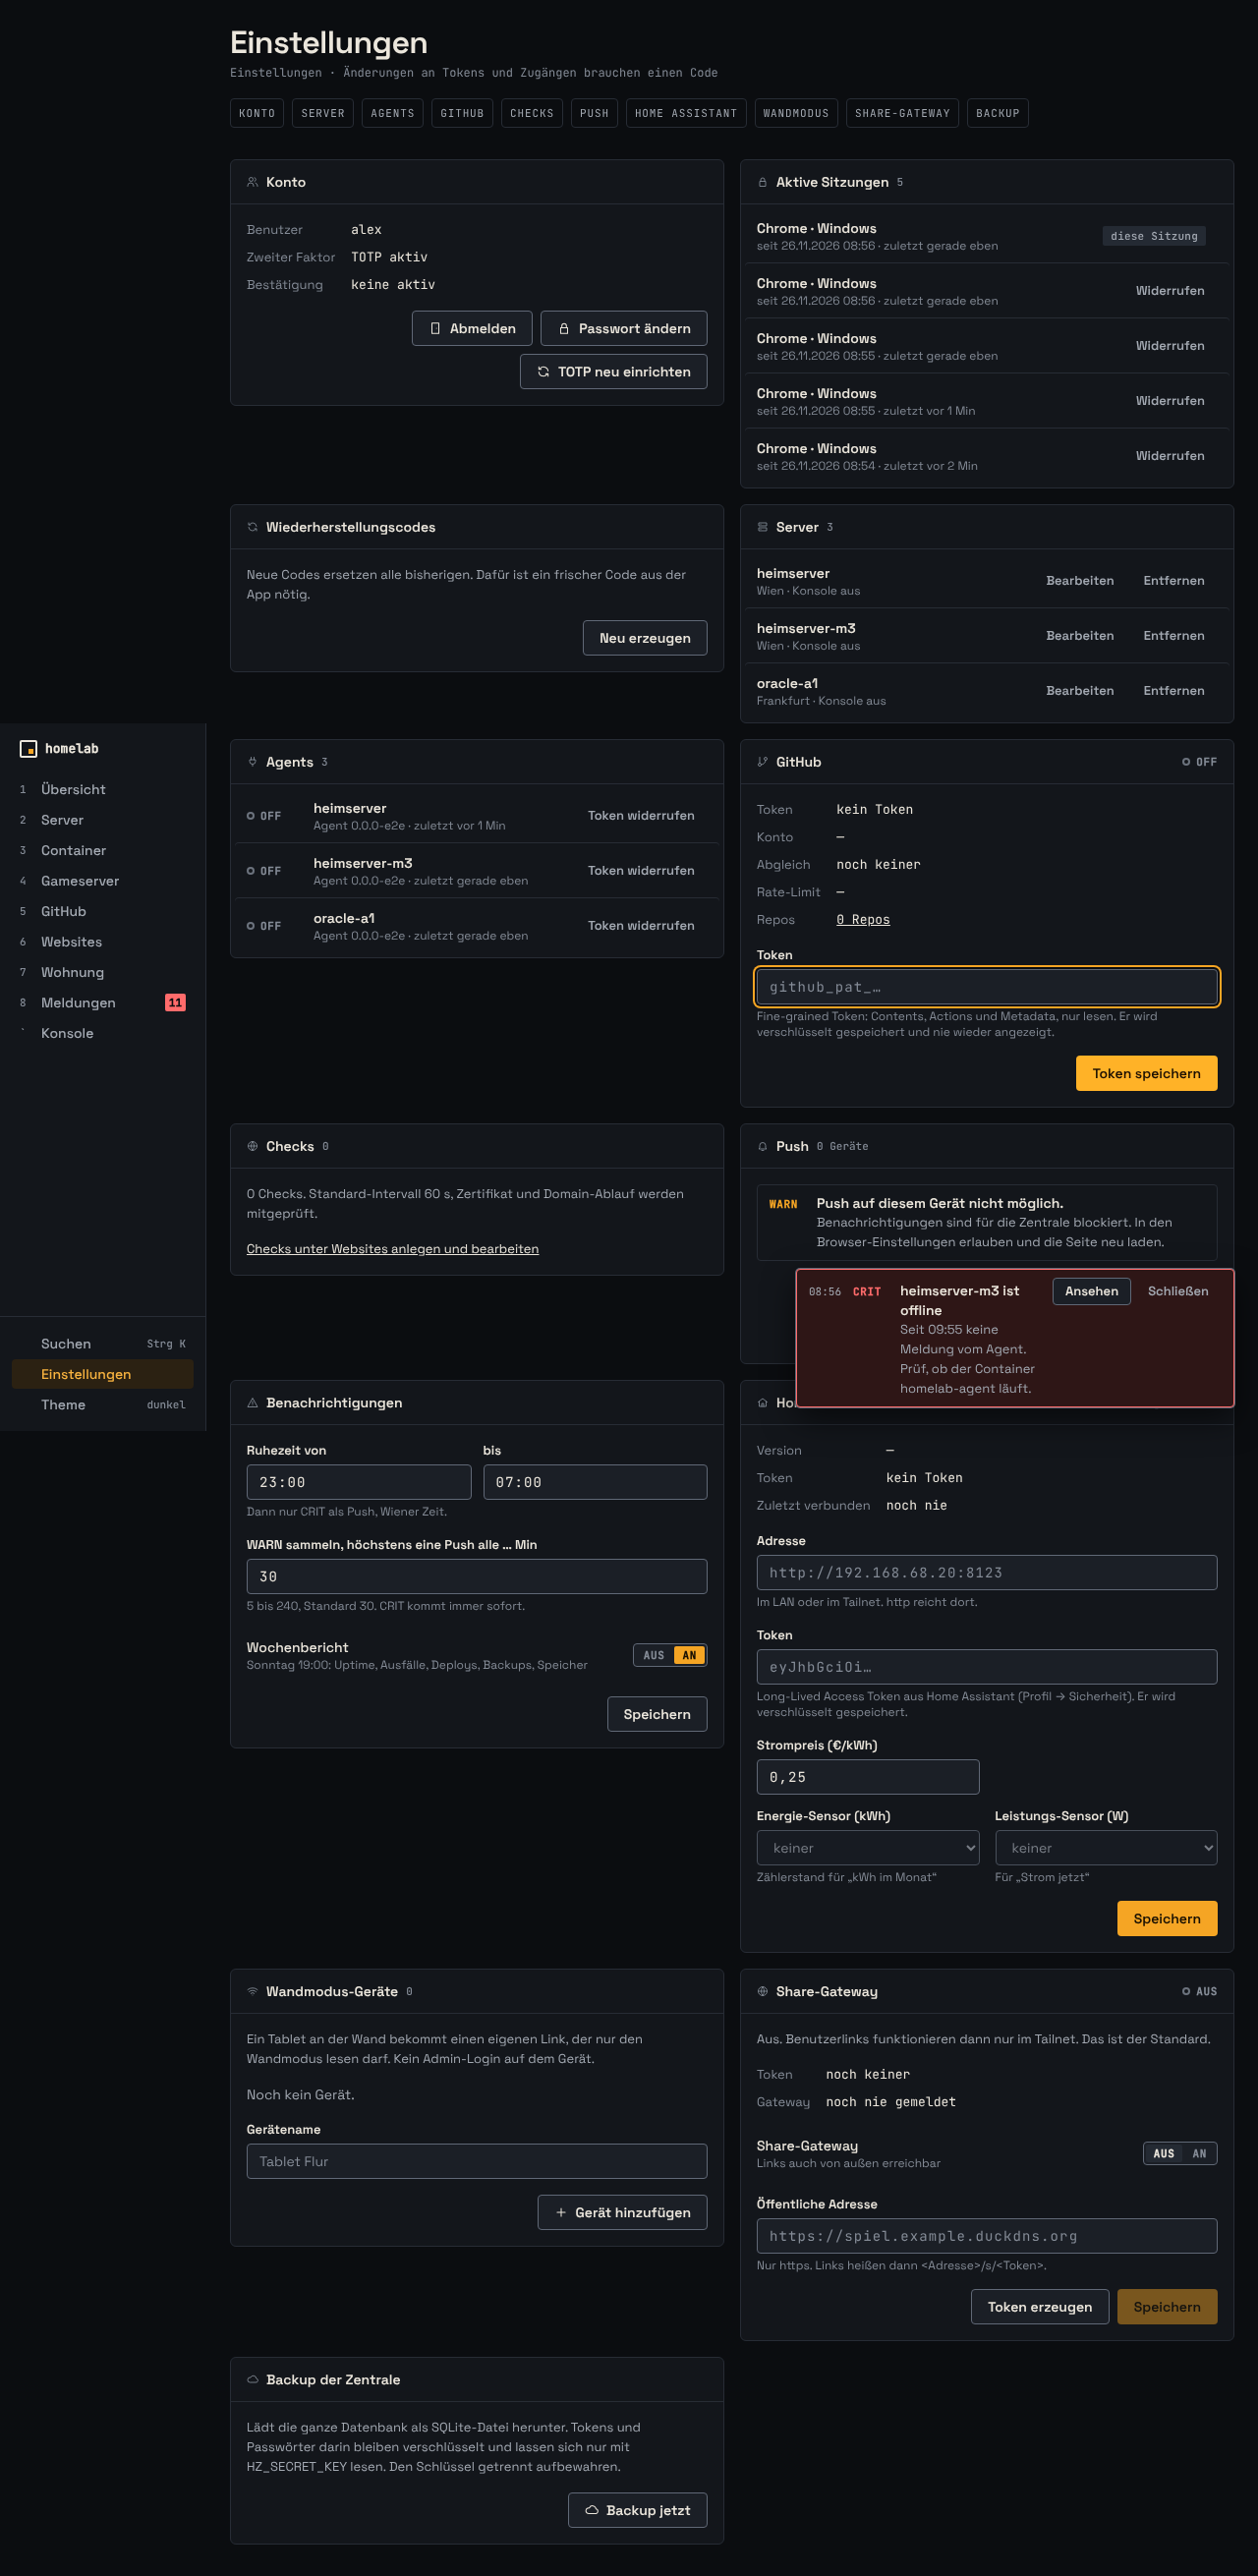 Einstellungen
Einstellungen · Änderungen an Tokens und Zugängen brauchen einen Code
KONTO
SERVER
AGENTS
GITHUB
CHECKS
PUSH
HOME ASSISTANT
WANDMODUS
SHARE-GATEWAY
BACKUP
Konto
Benutzer alex
Zweiter Faktor TOTP aktiv
Bestätigung keine aktiv
Abmelden
Passwort ändern
TOTP neu einrichten
Aktive Sitzungen 5
Chrome · Windows
seit 26.11.2026 08:56 · zuletzt gerade eben
diese Sitzung
Chrome · Windows
seit 26.11.2026 08:56 · zuletzt gerade eben
Widerrufen
Chrome · Windows
seit 26.11.2026 08:55 · zuletzt gerade eben
Widerrufen
Chrome · Windows
seit 26.11.2026 08:55 · zuletzt vor 1 Min
Widerrufen
Chrome · Windows
seit 26.11.2026 08:54 · zuletzt vor 2 Min
Widerrufen
Wiederherstellungscodes
Neue Codes ersetzen alle bisherigen. Dafür ist ein frischer Code aus der
App nötig.
Neu erzeugen
Server 3
heimserver
Wien · Konsole aus
Bearbeiten
Entfernen
heimserver-m3
Wien · Konsole aus
Bearbeiten
Entfernen
oracle-a1
Frankfurt · Konsole aus
Bearbeiten
Entfernen
homelab
1 Übersicht
2 Server
3 Container
4 Gameserver
5 GitHub
6 Websites
7 Wohnung
8 Meldungen 11
` Konsole
Suchen Strg K
Einstellungen
Theme dunkel
Agents 3
OFF
heimserver
Agent 0.0.0-e2e · zuletzt vor 1 Min
Token widerrufen
OFF
heimserver-m3
Agent 0.0.0-e2e · zuletzt gerade eben
Token widerrufen
OFF
oracle-a1
Agent 0.0.0-e2e · zuletzt gerade eben
Token widerrufen
GitHub
OFF
Token kein Token
Konto —
Abgleich noch keiner
Rate-Limit —
Repos 0 Repos
Token
github_pat_…
Fine-grained Token: Contents, Actions und Metadata, nur lesen. Er wird
verschlüsselt gespeichert und nie wieder angezeigt.
Token speichern
Checks 0
0 Checks. Standard-Intervall 60 s, Zertifikat und Domain-Ablauf werden
mitgeprüft.
Checks unter Websites anlegen und bearbeiten
Push 0 Geräte
WARN
Push auf diesem Gerät nicht möglich.
Benachrichtigungen sind für die Zentrale blockiert. In den
Browser-Einstellungen erlauben und die Seite neu laden.
08:56 CRIT
heimserver-m3 ist
offline
Seit 09:55 keine
Meldung vom Agent.
Prüf, ob der Container
homelab-agent läuft.
Ansehen
Schließen
Benachrichtigungen
Ruhezeit von
23:00
bis
07:00
Dann nur CRIT als Push, Wiener Zeit.
WARN sammeln, höchstens eine Push alle … Min
30
5 bis 240, Standard 30. CRIT kommt immer sofort.
Wochenbericht
Sonntag 19:00: Uptime, Ausfälle, Deploys, Backups, Speicher
AUS AN
Speichern
Version —
Token kein Token
Zuletzt verbunden noch nie
Adresse
http://192.168.68.20:8123
Im LAN oder im Tailnet. http reicht dort.
Token
eyJhbGciOi…
Long-Lived Access Token aus Home Assistant (Profil → Sicherheit). Er wird
verschlüsselt gespeichert.
Strompreis (€/kWh)
0,25
Energie-Sensor (kWh)
keiner
Zählerstand für „kWh im Monat“
Leistungs-Sensor (W)
keiner
Für „Strom jetzt“
Speichern
Wandmodus-Geräte 0
Ein Tablet an der Wand bekommt einen eigenen Link, der nur den
Wandmodus lesen darf. Kein Admin-Login auf dem Gerät.
Noch kein Gerät.
Gerätename
Tablet Flur
Gerät hinzufügen
Share-Gateway
AUS
Aus. Benutzerlinks funktionieren dann nur im Tailnet. Das ist der Standard.
Token noch keiner
Gateway noch nie gemeldet
Share-Gateway
Links auch von außen erreichbar
AUS AN
Öffentliche Adresse
https://spiel.example.duckdns.org
Nur https. Links heißen dann <Adresse>/s/<Token>.
Token erzeugen
Speichern
Backup der Zentrale
Lädt die ganze Datenbank als SQLite-Datei herunter. Tokens und
Passwörter darin bleiben verschlüsselt und lassen sich nur mit
HZ_SECRET_KEY lesen. Den Schlüssel getrennt aufbewahren.
Backup jetzt